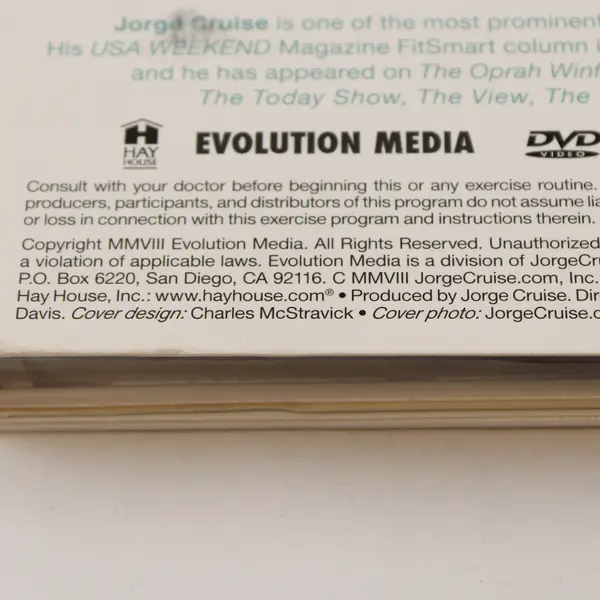 Jorge Cruise is one of the most prominent
His USA WEEKEND Magazine FitSmart column
and he has appeared on The Oprah Winf
The Today Show, The View, The
HAY HOUSE EVOLUTION MEDIA DVD VIDEO
Consult with your doctor before beginning this or any exercise routine.
producers, participants, and distributors of this program do not assume lia
or loss in connection with this exercise program and instructions therein.
Copyright MMVIII Evolution Media. All Rights Reserved. Unauthorized
a violation of applicable laws. Evolution Media is a division of JorgeCru
P.O. Box 6220, San Diego, CA 92116. C MMVIII JorgeCruise.com, Inc.
Hay House, Inc.: www.hayhouse.com® • Produced by Jorge Cruise. Dir
Davis. Cover design: Charles McStravick • Cover photo: JorgeCruise.c